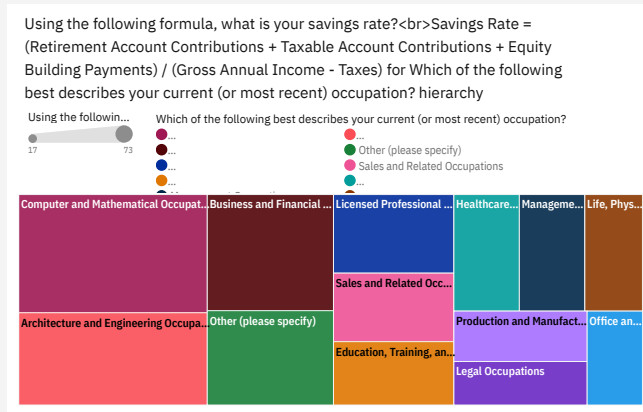 Using the following formula, what is your savings rate?<br>Savings Rate =
(Retirement Account Contributions + Taxable Account Contributions + Equity
Building Payments) / (Gross Annual Income - Taxes) for Which of the following
best describes your current (or most recent) occupation? hierarchy
Using the followin...
17 73
Which of the following best describes your current (or most recent) occupation?
...
...
...
...
...
Other (please specify)
Sales and Related Occupations
...
Computer and Mathematical Occupat...
Business and Financial ...
Licensed Professional ...
Healthcare...
Manageme...
Life, Phys...
Sales and Related Occ...
Architecture and Engineering Occupa...
Other (please specify)
Production and Manufact...
Office an...
Education, Training, an...
Legal Occupations